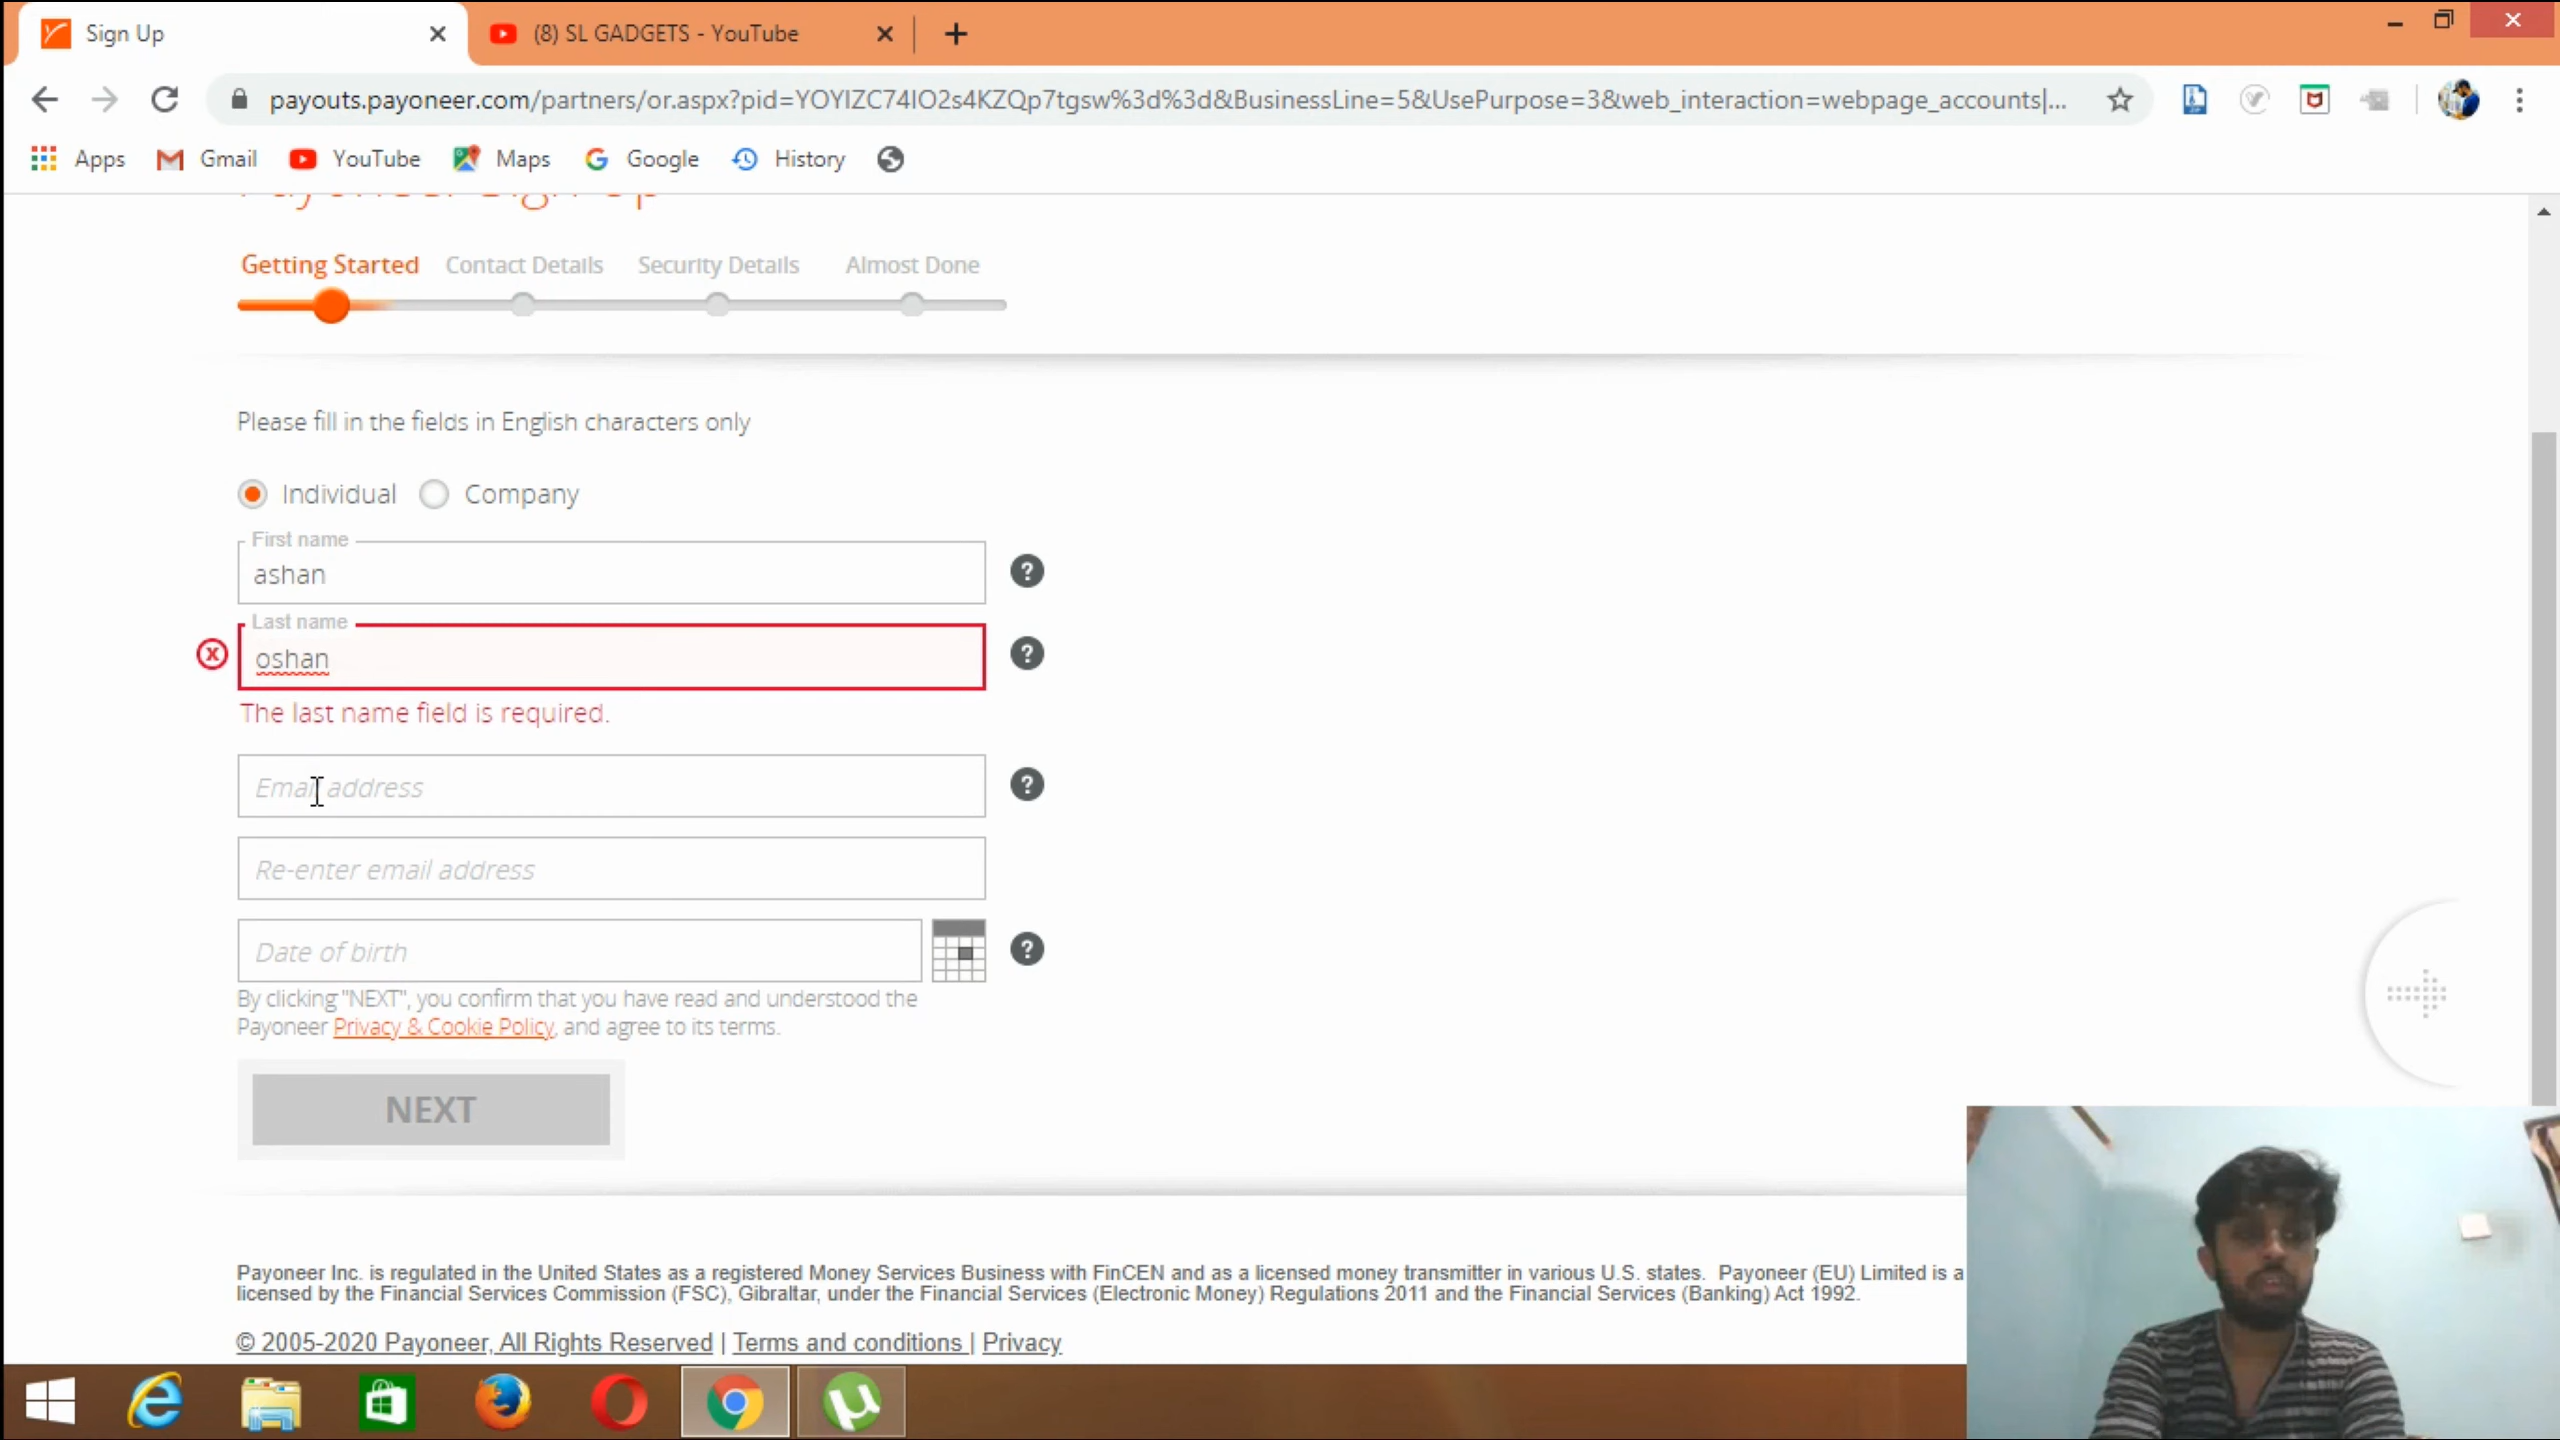 Sign Up
(8) SL GADGETS - YouTube
payouts.payoneer.com/partners/or.aspx?pid=YOYIZC74IO2s4KZQp7tgsw%3d%3d&BusinessLine=5&UsePurpose=3&web_interaction=webpage_accounts|...
Apps Gmail YouTube Maps Google History
Payoneer Sign Up
Getting Started Contact Details Security Details Almost Done
Please fill in the fields in English characters only
Individual Company
First name
ashan
Last name
oshan
The last name field is required.
Email address
Re-enter email address
Date of birth
By clicking "NEXT", you confirm that you have read and understood the
Payoneer Privacy & Cookie Policy, and agree to its terms.
NEXT
Payoneer Inc. is regulated in the United States as a registered Money Services Business with FinCEN and as a licensed money transmitter in various U.S. states. Payoneer (EU) Limited is a
licensed by the Financial Services Commission (FSC), Gibraltar, under the Financial Services (Electronic Money) Regulations 2011 and the Financial Services (Banking) Act 1992.
© 2005-2020 Payoneer, All Rights Reserved | Terms and conditions | Privacy